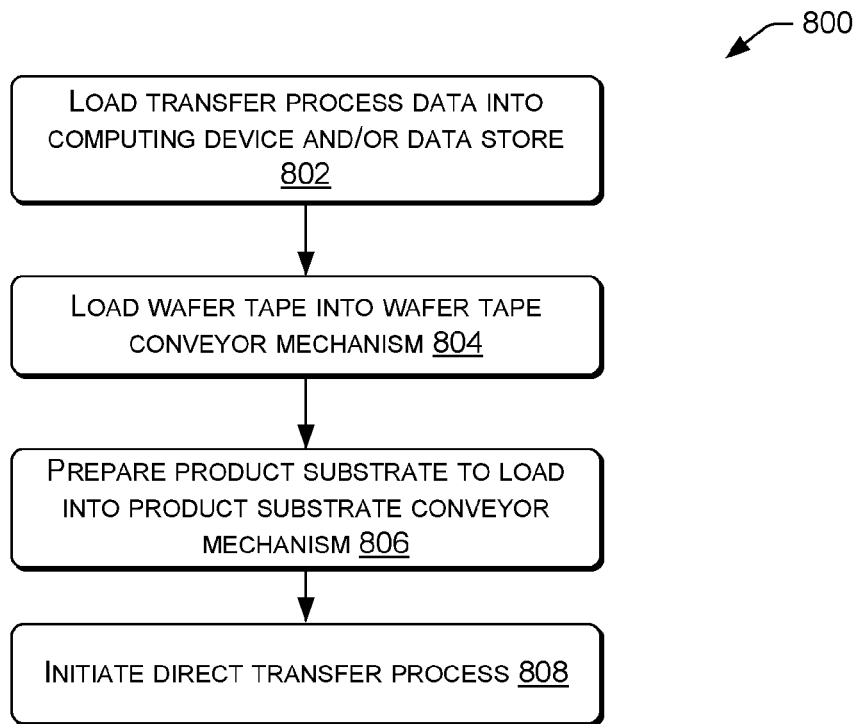 800
LOAD TRANSFER PROCESS DATA INTO
COMPUTING DEVICE AND/OR DATA STORE
802
LOAD WAFER TAPE INTO WAFER TAPE
CONVEYOR MECHANISM 804
PREPARE PRODUCT SUBSTRATE TO LOAD
INTO PRODUCT SUBSTRATE CONVEYOR
MECHANISM 806
INITIATE DIRECT TRANSFER PROCESS 808